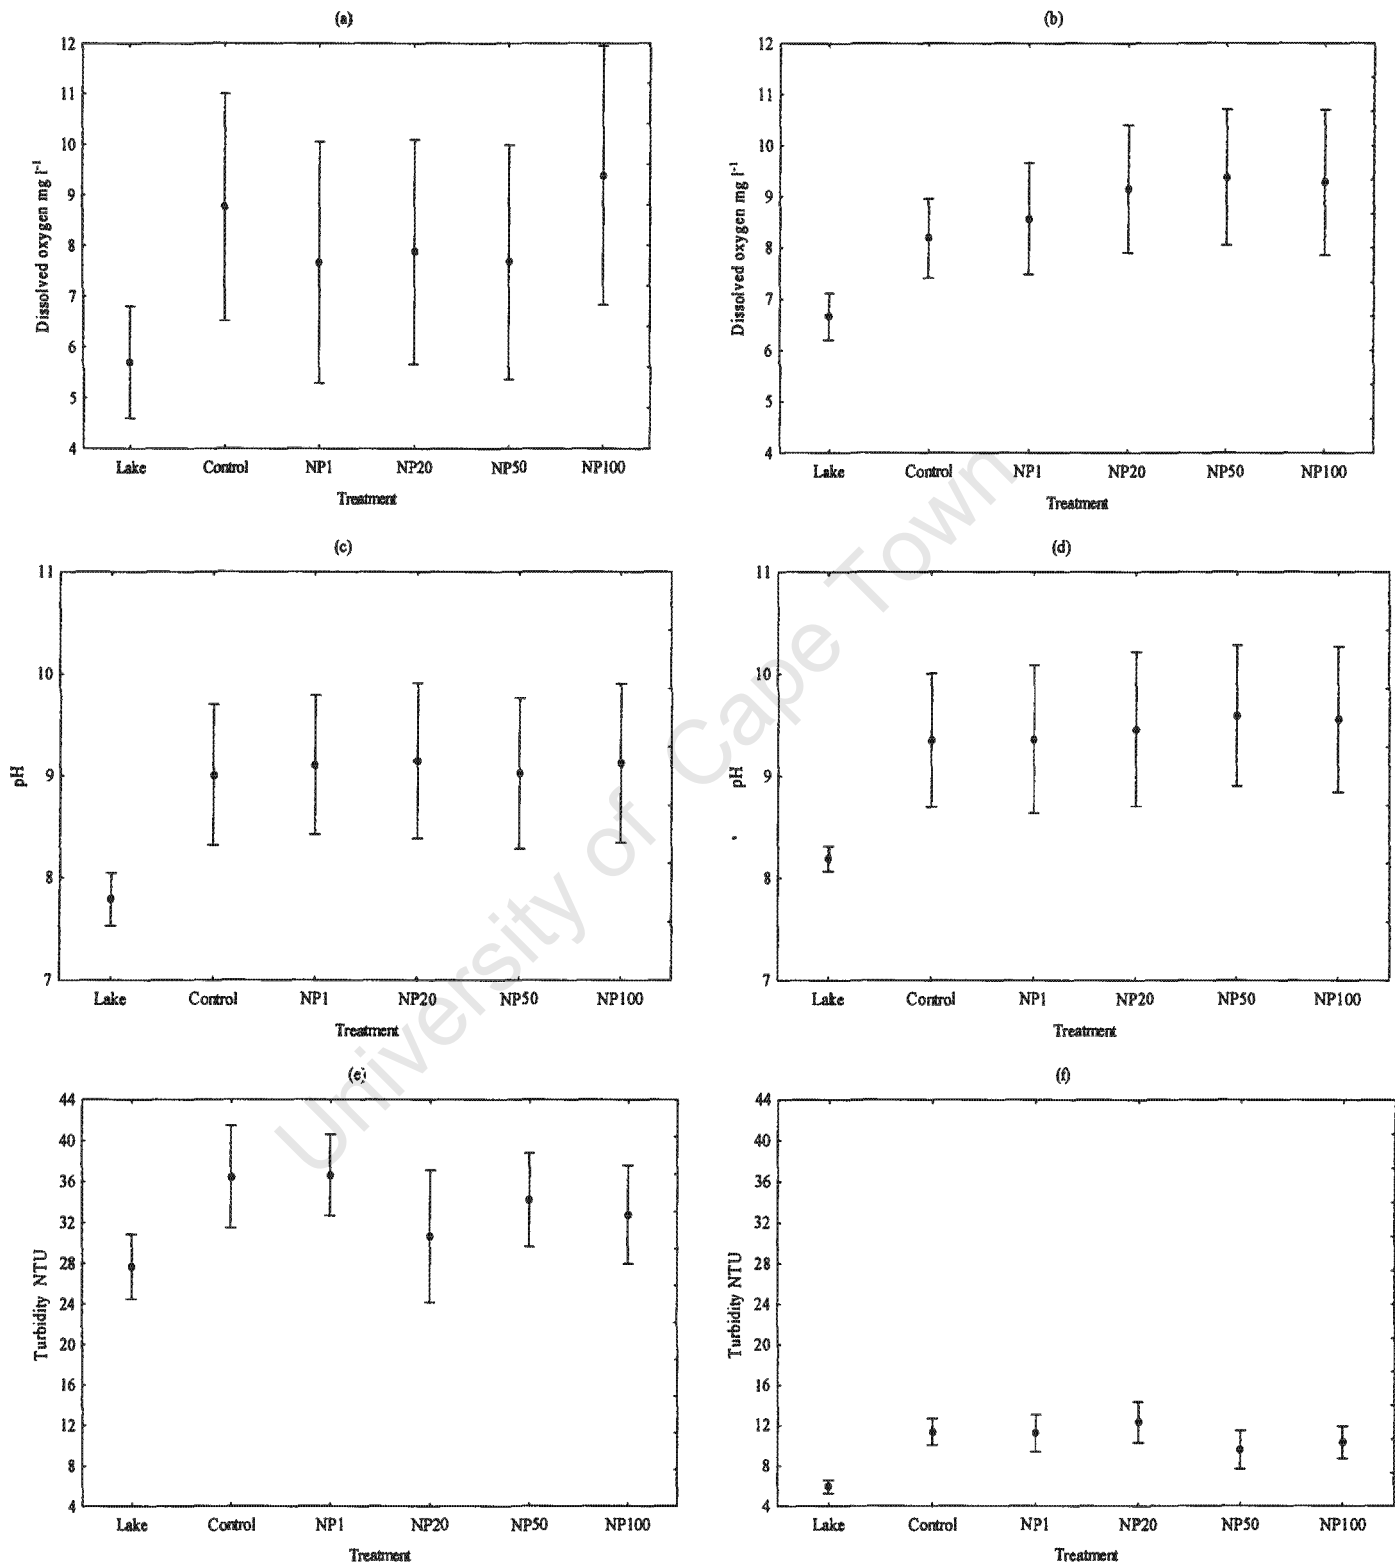 (a)
12
11
10
9
8
7
6
5
4
Dissolved oxygen mg l⁻¹
Lake Control NP1 NP20 NP50 NP100
Treatment
(b)
12
11
10
9
8
7
6
5
4
Dissolved oxygen mg l⁻¹
Lake Control NP1 NP20 NP50 NP100
Treatment
(c)
11
10
9
8
7
pH
Lake Control NP1 NP20 NP50 NP100
Treatment
(d)
11
10
9
8
7
pH
Lake Control NP1 NP20 NP50 NP100
Treatment
(e)
44
40
36
32
28
24
20
16
12
8
4
Turbidity NTU
Lake Control NP1 NP20 NP50 NP100
Treatment
(f)
44
40
36
32
28
24
20
16
12
8
4
Turbidity NTU
Lake Control NP1 NP20 NP50 NP100
Treatment
University of Cape Town